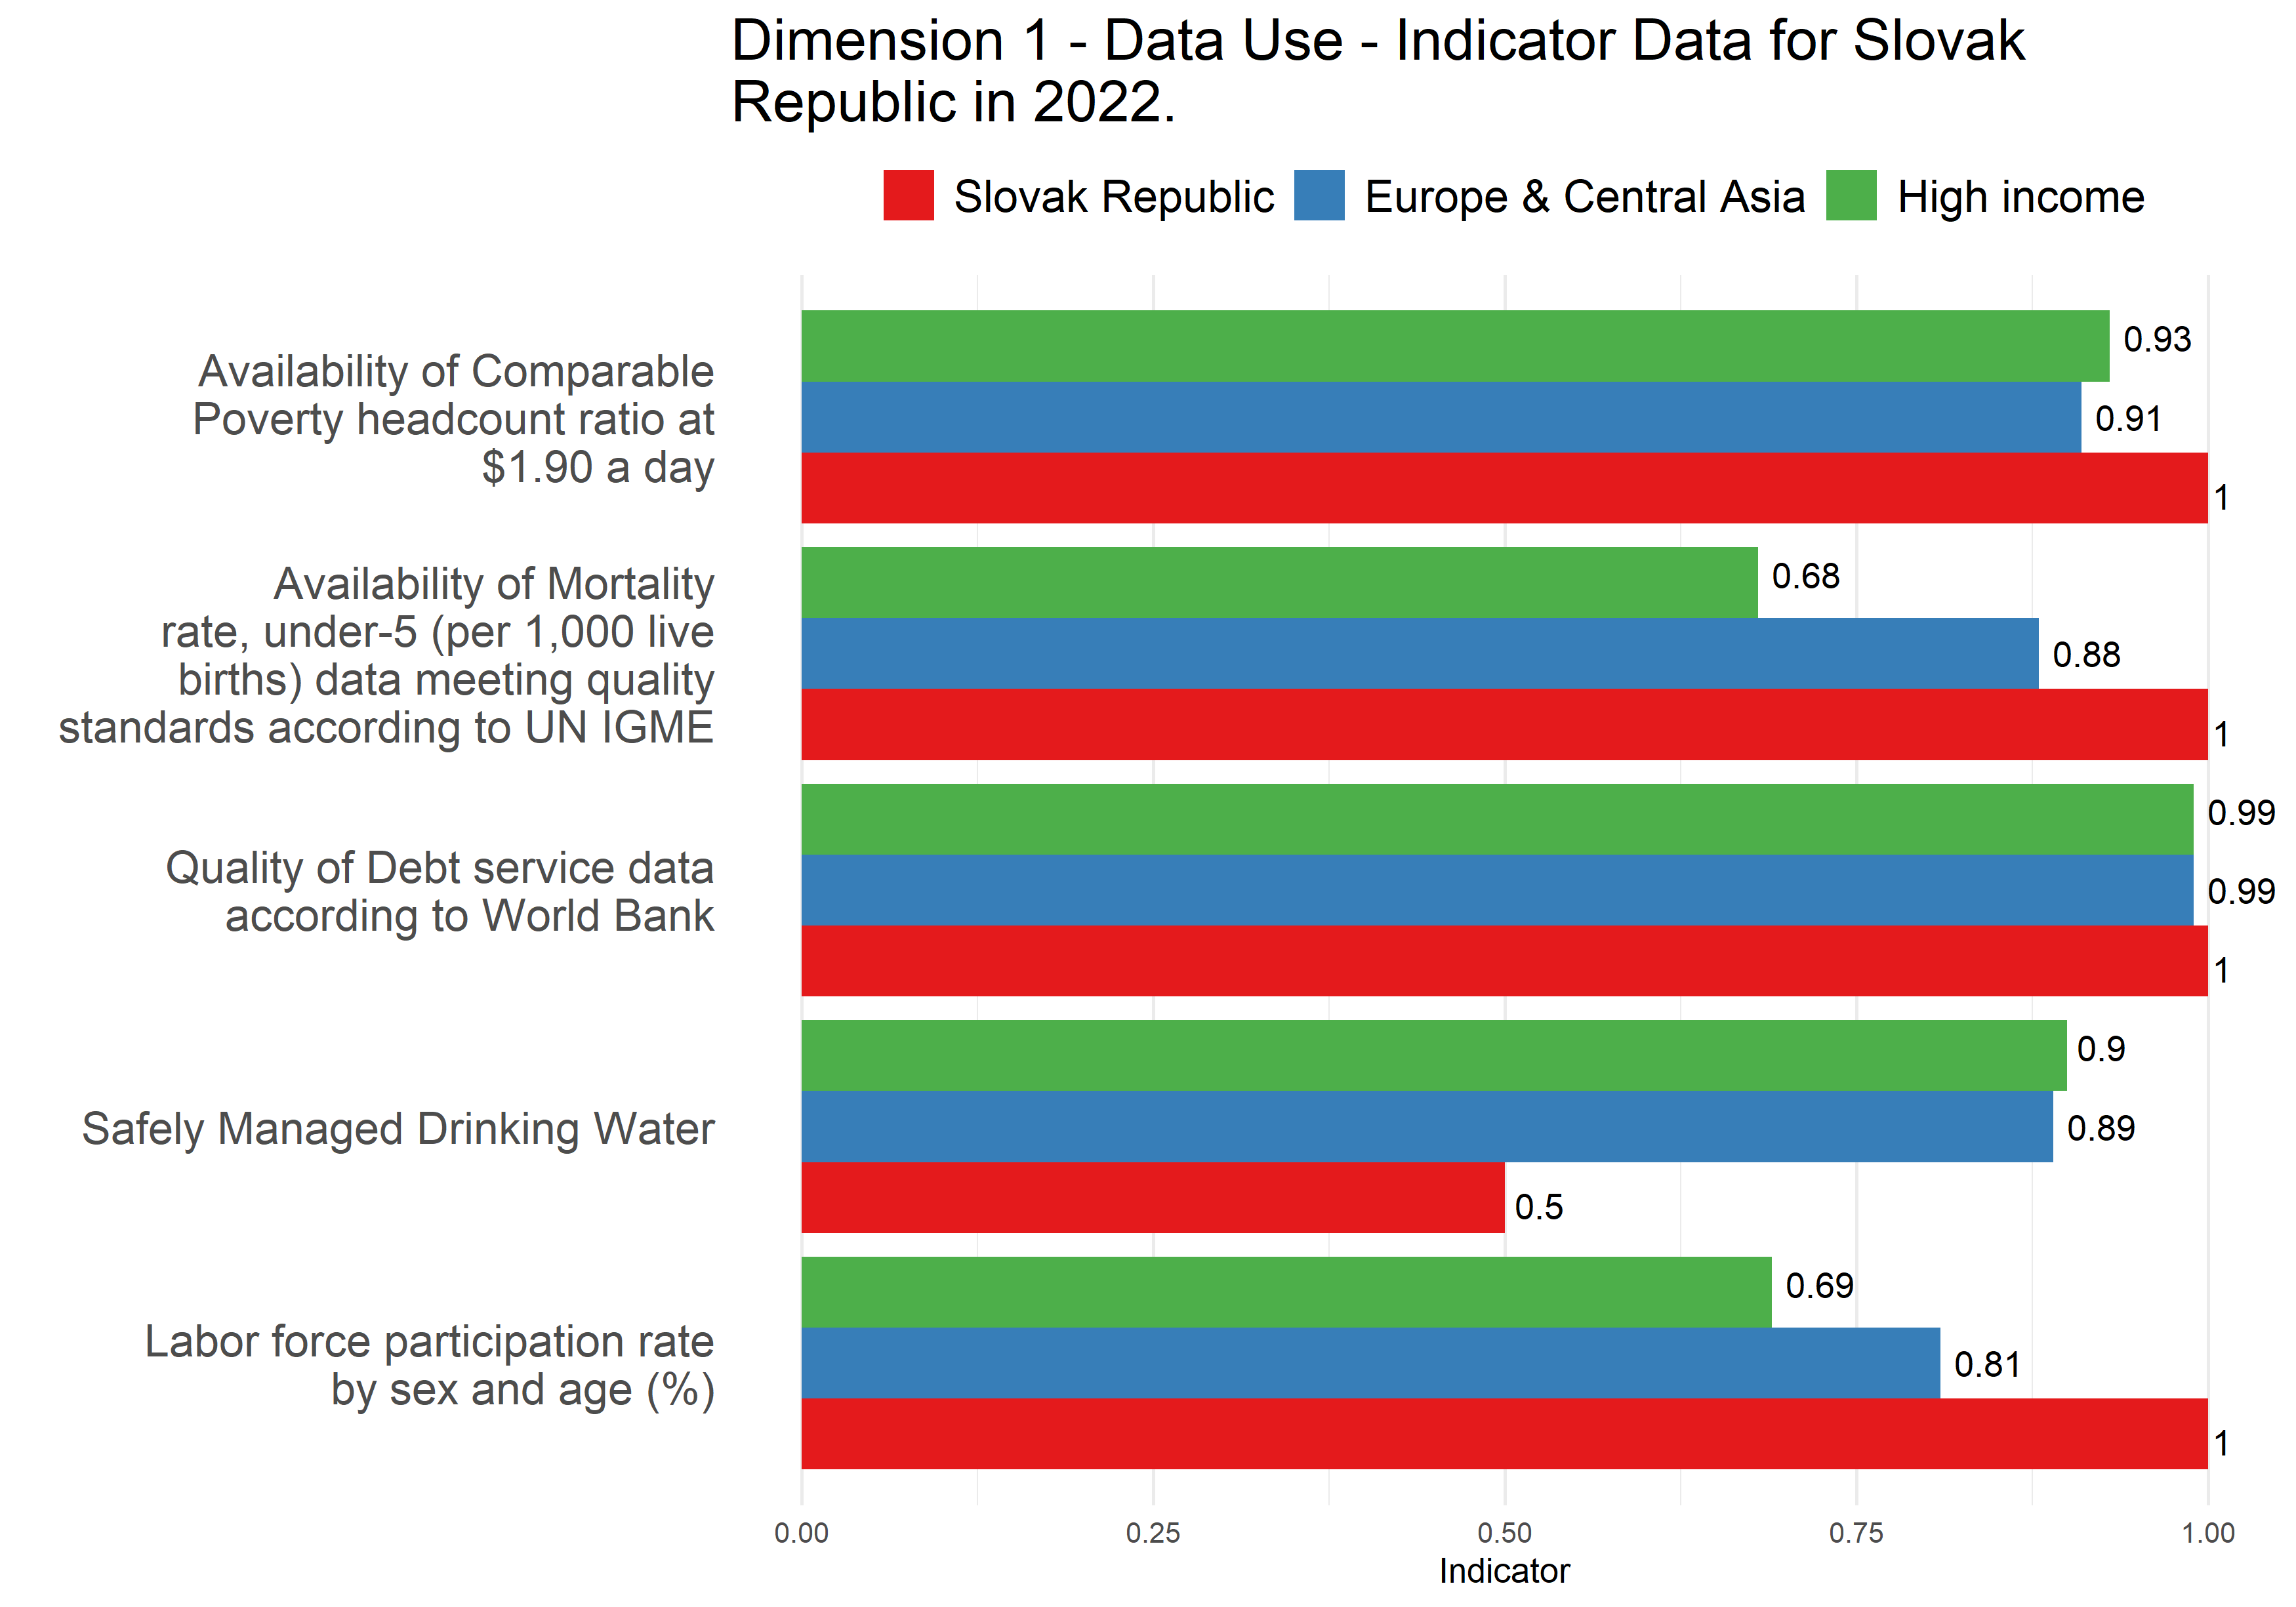 Dimension 1 - Data Use - Indicator Data for Slovak
Republic in 2022.
Slovak Republic
Europe & Central Asia
High income
Availability of Comparable
Poverty headcount ratio at
$1.90 a day
0.93
0.91
1
Availability of Mortality
rate, under-5 (per 1,000 live
births) data meeting quality
standards according to UN IGME
0.68
0.88
1
Quality of Debt service data
according to World Bank
0.99
0.99
1
Safely Managed Drinking Water
0.9
0.89
0.5
Labor force participation rate
by sex and age (%)
0.69
0.81
1
0.00
0.25
0.50
0.75
1.00
Indicator